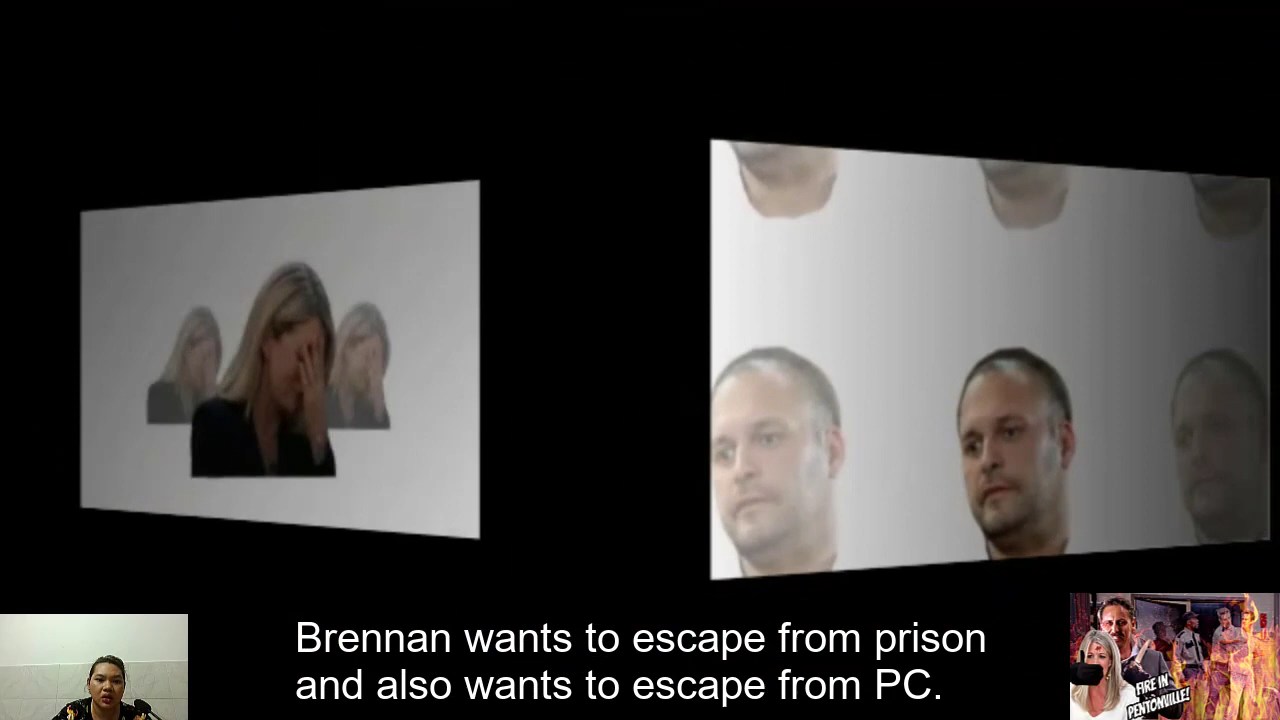 Brennan wants to escape from prison
and also wants to escape from PC.
FIRE IN
PENTONVILLE!